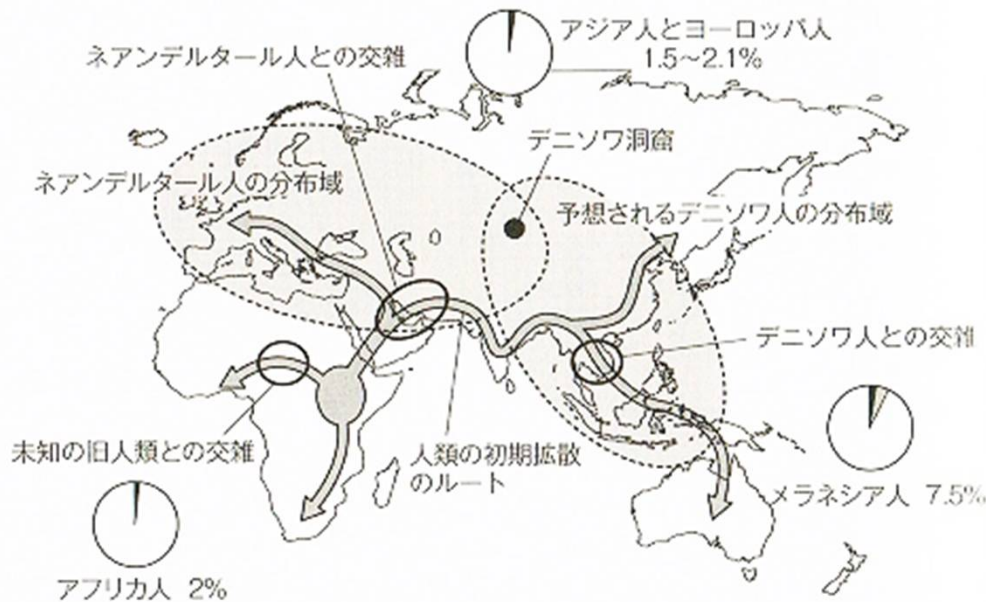 アジア人とヨーロッパ人
1.5〜2.1%
ネアンデルタール人との交雑
デニソワ洞窟
ネアンデルタール人の分布域
予想されるデニソワ人の分布域
デニソワ人との交雑
未知の旧人類との交雑
人類の初期拡散
のルート
メラネシア人 7.5%
アフリカ人 2%